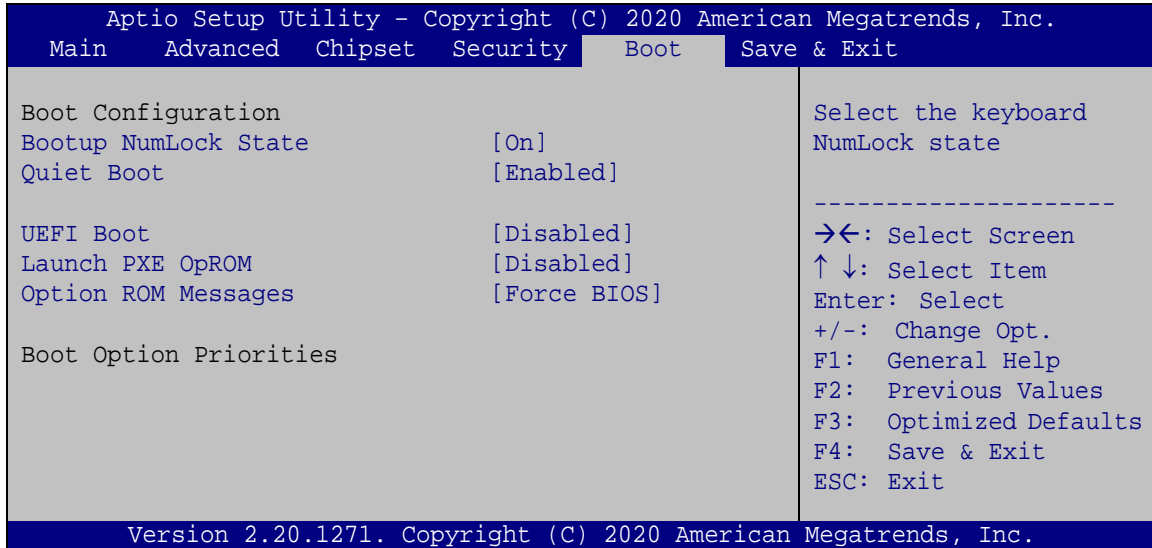 Aptio Setup Utility – Copyright (C) 2020 American Megatrends, Inc.
Main Advanced Chipset Security Boot Save & Exit
Boot Configuration
Bootup NumLock State [On]
Quiet Boot [Enabled]
UEFI Boot [Disabled]
Launch PXE OpROM [Disabled]
Option ROM Messages [Force BIOS]
Boot Option Priorities
Select the keyboard
NumLock state
----------------------
→←: Select Screen
↑ ↓: Select Item
Enter: Select
+/-: Change Opt.
F1: General Help
F2: Previous Values
F3: Optimized Defaults
F4: Save & Exit
ESC: Exit
Version 2.20.1271. Copyright (C) 2020 American Megatrends, Inc.